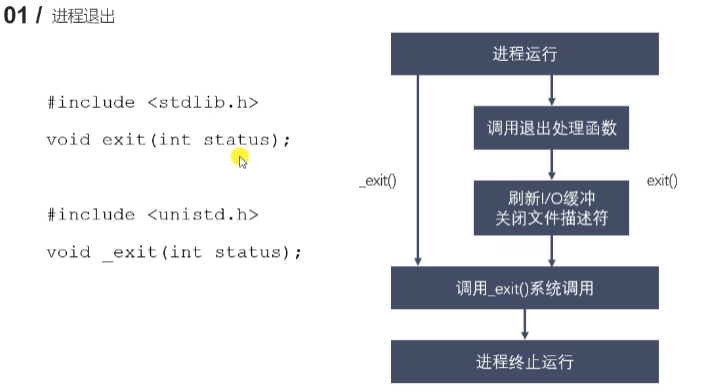 01 / 进程退出
#include <stdlib.h>
void exit(int status);
#include <unistd.h>
void _exit(int status);
进程运行
调用退出处理函数
_exit()
exit()
刷新I/O缓冲
关闭文件描述符
调用_exit()系统调用
进程终止运行